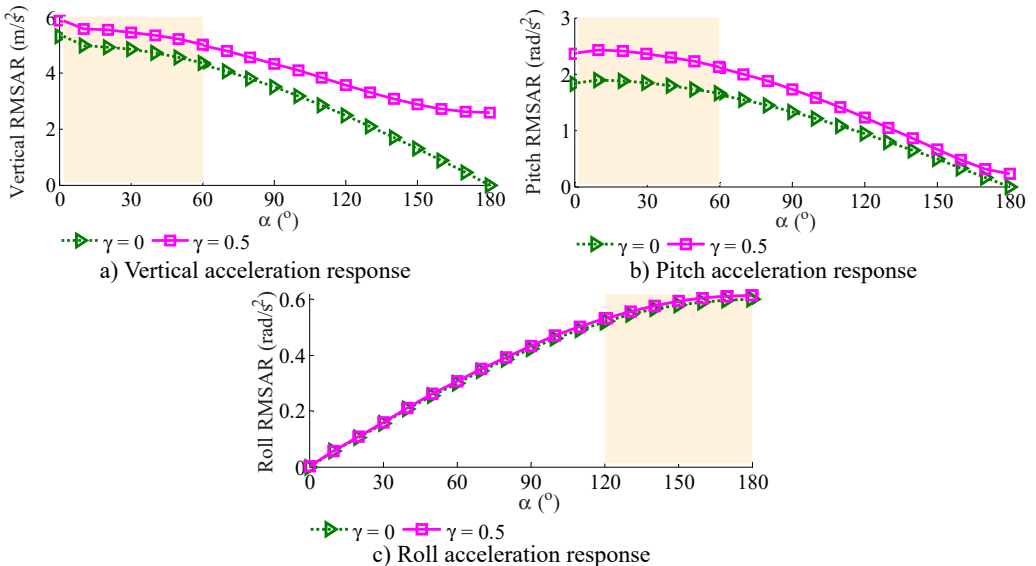 Vertical RMSAR (m/s²)
6
4
2
0
0 30 60 90 120 150 180
α (°)
γ = 0 γ = 0.5
a) Vertical acceleration response
Pitch RMSAR (rad/s²)
3
2
1
0
0 30 60 90 120 150 180
α (°)
γ = 0 γ = 0.5
b) Pitch acceleration response
Roll RMSAR (rad/s²)
0.6
0.4
0.2
0
0 30 60 90 120 150 180
α (°)
γ = 0 γ = 0.5
c) Roll acceleration response